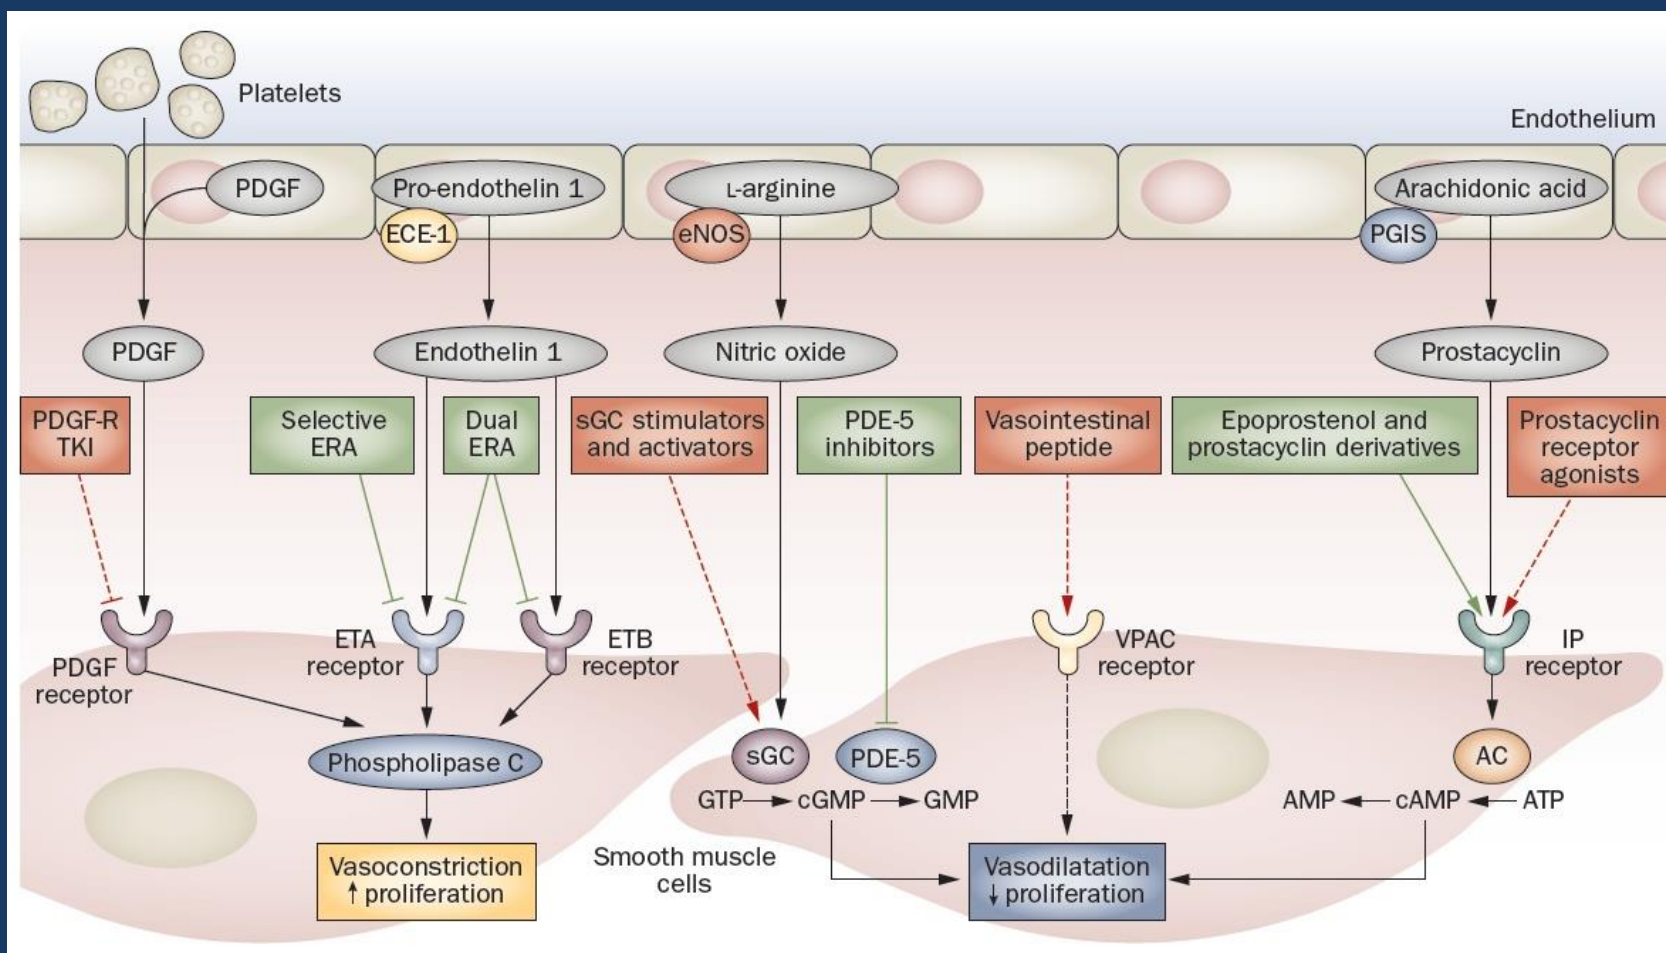 Platelets
Endothelium
PDGF
Pro-endothelin 1
L-arginine
Arachidonic acid
ECE-1
eNOS
PGIS
PDGF
Endothelin 1
Nitric oxide
Prostacyclin
PDGF-R
TKI
Selective
ERA
Dual
ERA
sGC stimulators
and activators
PDE-5
inhibitors
Vasointestinal
peptide
Epoprostenol and
prostacyclin derivatives
Prostacyclin
receptor
agonists
PDGF
receptor
ETA
receptor
ETB
receptor
VPAC
receptor
IP
receptor
Phospholipase C
sGC
PDE-5
AC
GTP
cGMP
GMP
AMP
cAMP
ATP
Vasoconstriction
↑ proliferation
Smooth muscle
cells
Vasodilatation
↓ proliferation